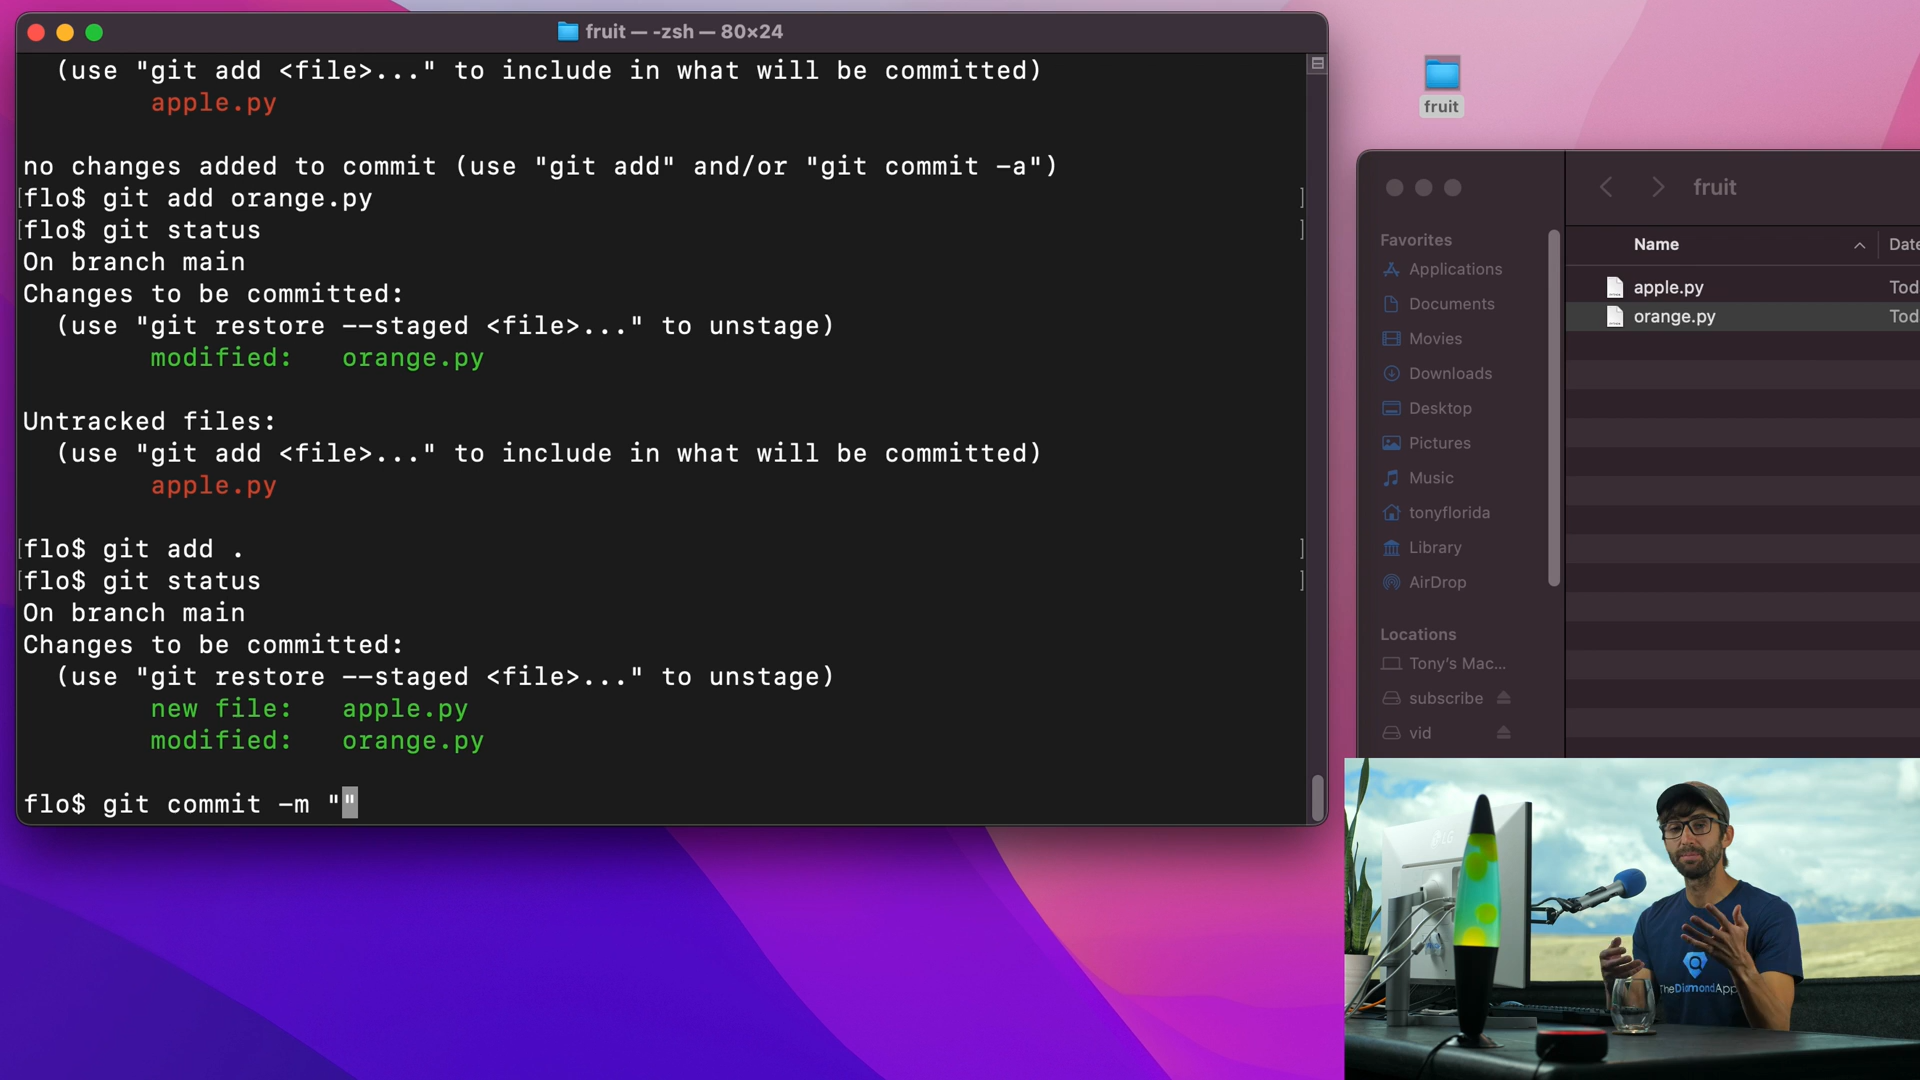 fruit — -zsh — 80×24
(use "git add <file>..." to include in what will be committed)
apple.py
no changes added to commit (use "git add" and/or "git commit -a")
flo$ git add orange.py
flo$ git status
On branch main
Changes to be committed:
(use "git restore --staged <file>..." to unstage)
modified: orange.py
Untracked files:
(use "git add <file>..." to include in what will be committed)
apple.py
flo$ git add .
flo$ git status
On branch main
Changes to be committed:
(use "git restore --staged <file>..." to unstage)
new file: apple.py
modified: orange.py
flo$ git commit -m ""
fruit
fruit
Favorites
Applications
Documents
Movies
Downloads
Desktop
Pictures
Music
tonyflorida
Library
AirDrop
Locations
Tony's Mac...
subscribe
vid
Name Date
apple.py Tod
orange.py Tod
LG
TheDiamondApp